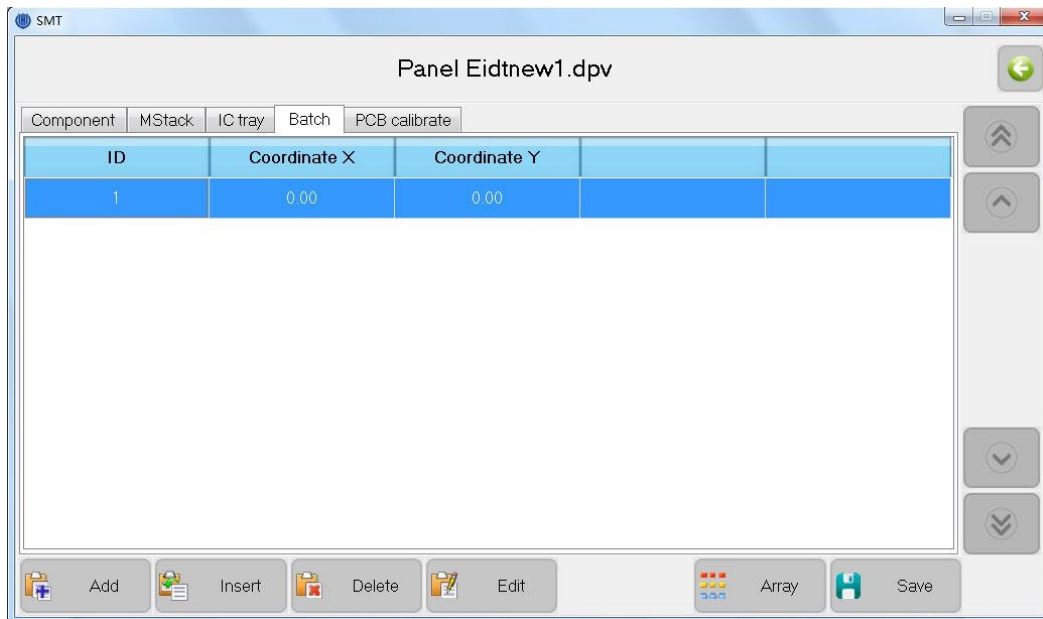 SMT
Panel Eidtnew1.dpv
Component MStack IC tray Batch PCB calibrate
ID Coordinate X Coordinate Y
1 0.00 0.00
Add Insert Delete Edit Array Save